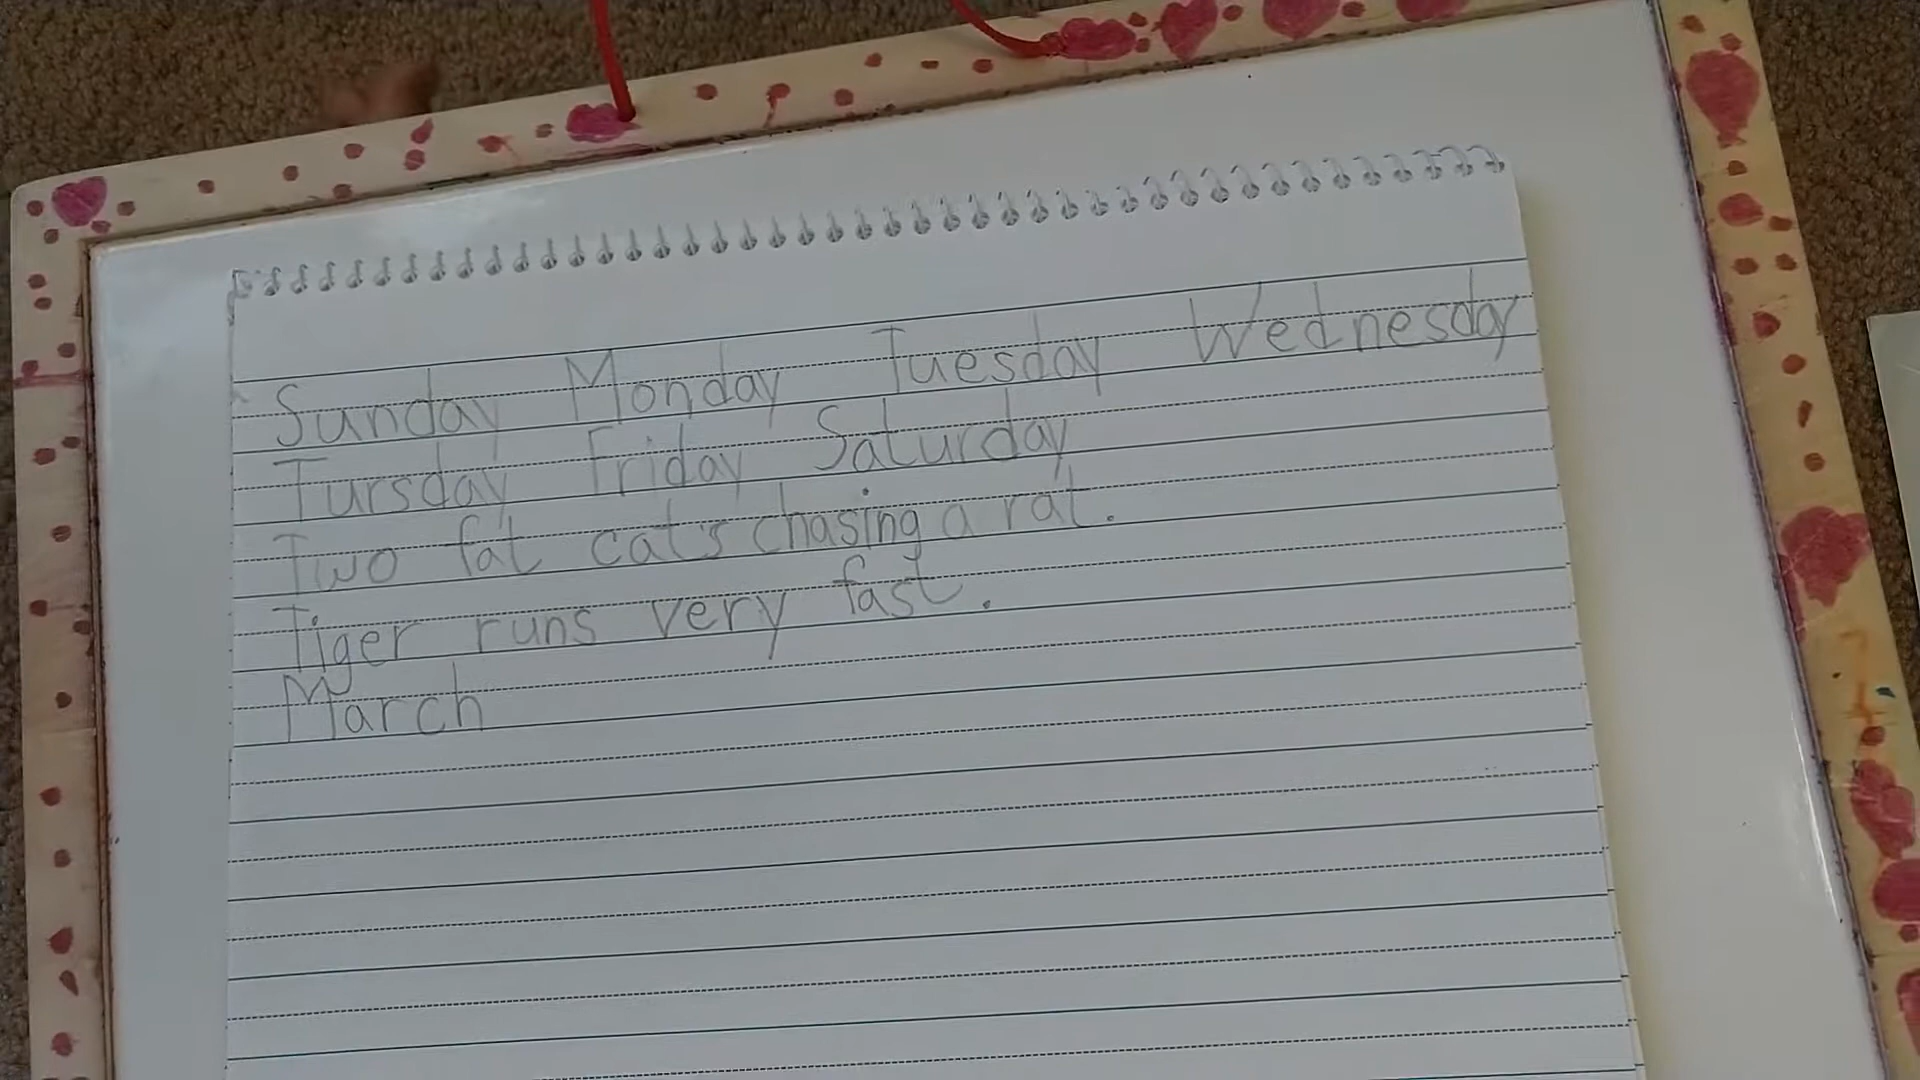 Sunday Monday Tuesday Wednesday
Tursday Friday Saturday
Two fat cat's chasing a rat.
Tiger runs very fast.
March